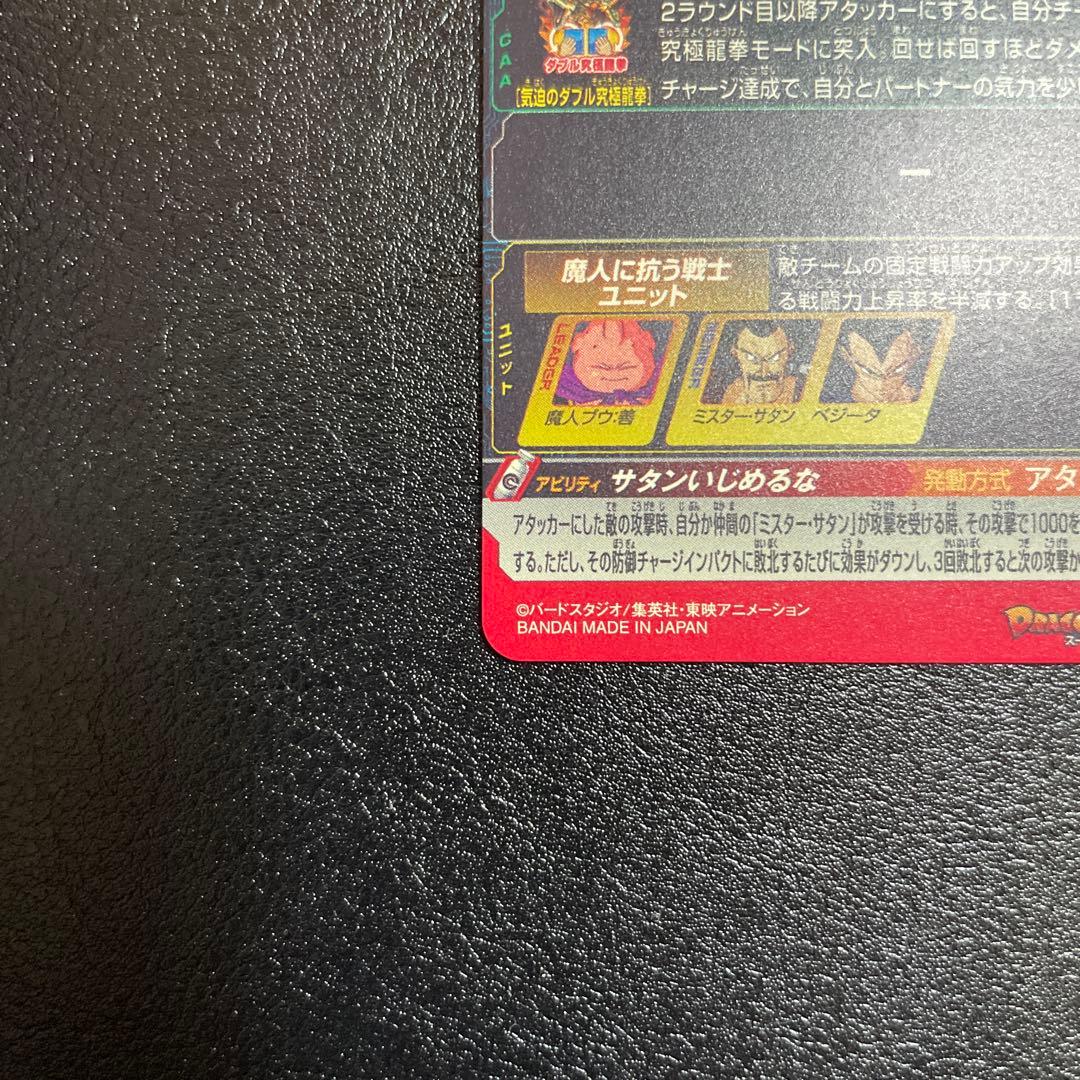 2ラウンド目以降アタッカーにすると、自分チー
究極龍拳モードに突入 回せば回すほどダメ
チャージ達成で、自分とパートナーの気力を少し
CAA
ダブル究極龍拳
[気迫のダブル究極龍拳]
ー
魔人に抗う戦士
ユニット
敵チームの固定戦闘力アップ効果
る戦闘力上昇率を半減する
ユニット
LEADER
魔人ブウ:善
ミスター・サタン
ベジータ
アビリティ サタンいじめるな
発動方式 アタ
アタッカーにした敵の攻撃時、自分か仲間の「ミスター・サタン」が攻撃を受ける時、その攻撃で1000を
する。ただし、その防御チャージインパクトに敗北するたびに効果がダウンし、3回敗北すると次の攻撃が
©バードスタジオ/集英社・東映アニメーション
BANDAI MADE IN JAPAN